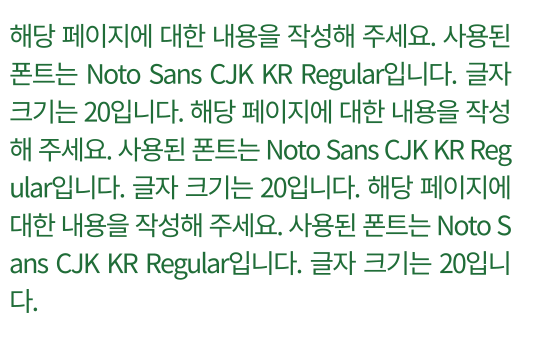 해당 페이지에 대한 내용을 작성해 주세요. 사용된
폰트는 Noto Sans CJK KR Regular입니다. 글자
크기는 20입니다. 해당 페이지에 대한 내용을 작성
해 주세요. 사용된 폰트는 Noto Sans CJK KR Reg
ular입니다. 글자 크기는 20입니다. 해당 페이지에
대한 내용을 작성해 주세요. 사용된 폰트는 Noto S
ans CJK KR Regular입니다. 글자 크기는 20입니
다.